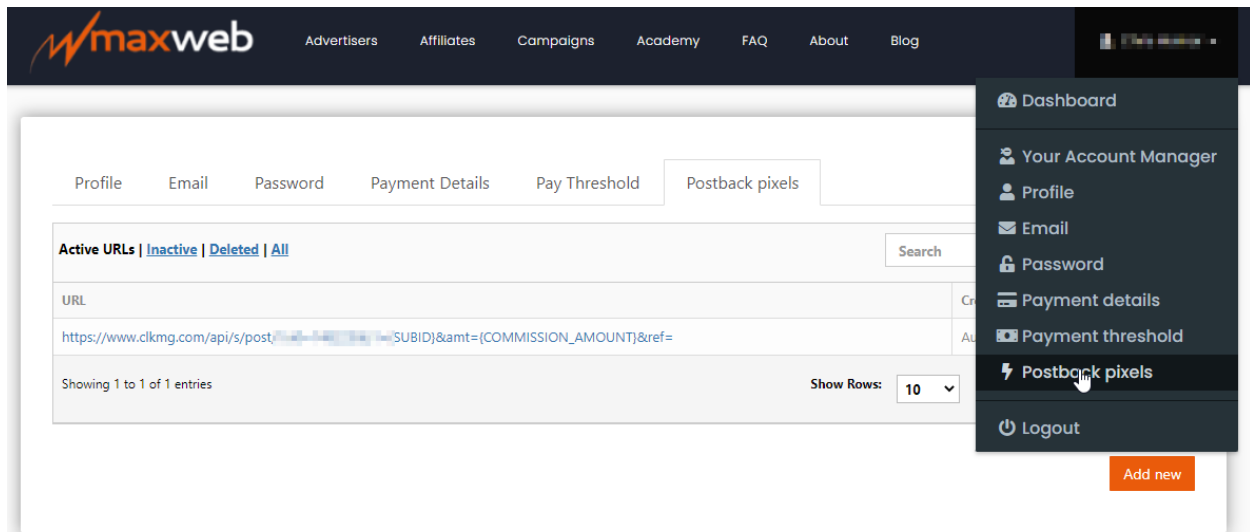 maxweb
Advertisers Affiliates Campaigns Academy FAQ About Blog
Dashboard
Your Account Manager
Profile
Email
Password
Payment details
Payment threshold
Postback pixels
Logout
Profile Email Password Payment Details Pay Threshold Postback pixels
Active URLs | Inactive | Deleted | All
Search
URL
https://www.clkmg.com/api/s/post/ SUBID}&amt={COMMISSION_AMOUNT}&ref=
Showing 1 to 1 of 1 entries
Show Rows: 10
Add new